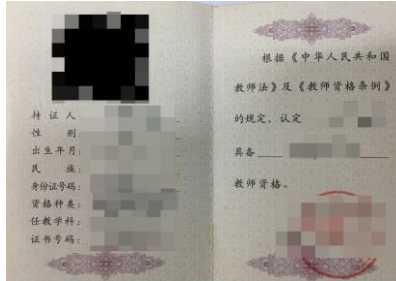 持证人
性 别:
出生年月:
民 族:
身份证号码:
资格种类:
任教学科:
证书号码:
根据《中华人民共和国
教师法》及《教师资格条例》
的规定，认定
具备
教师资格。